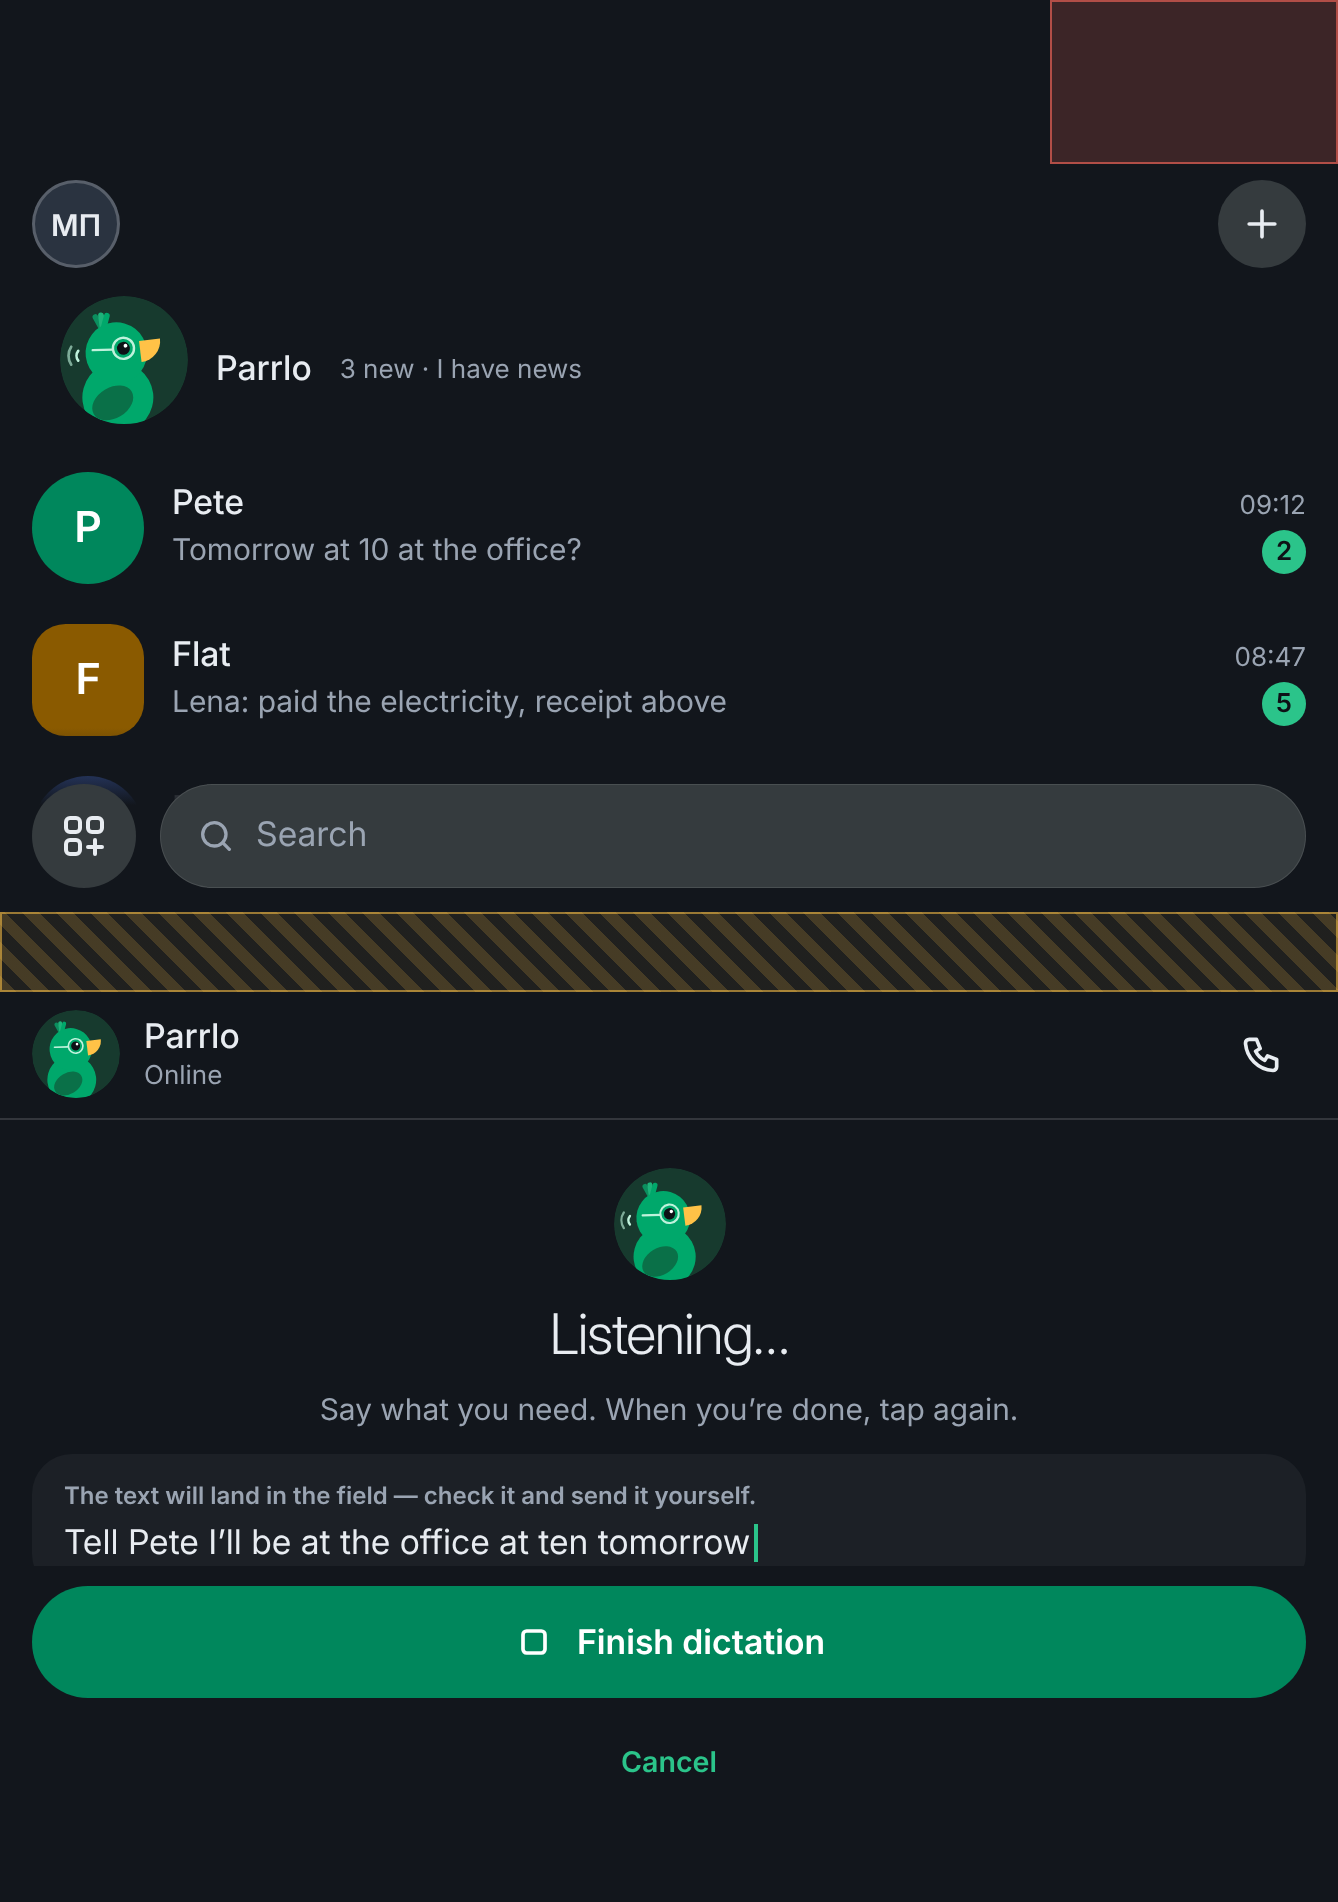 МП
Parrlo 3 new · I have news
P
Pete 09:12
Tomorrow at 10 at the office? 2
F
Flat 08:47
Lena: paid the electricity, receipt above 5
Search
Parrlo
Online
Listening…
Say what you need. When you’re done, tap again.
The text will land in the field — check it and send it yourself.
Tell Pete I’ll be at the office at ten tomorrow
Finish dictation
Cancel